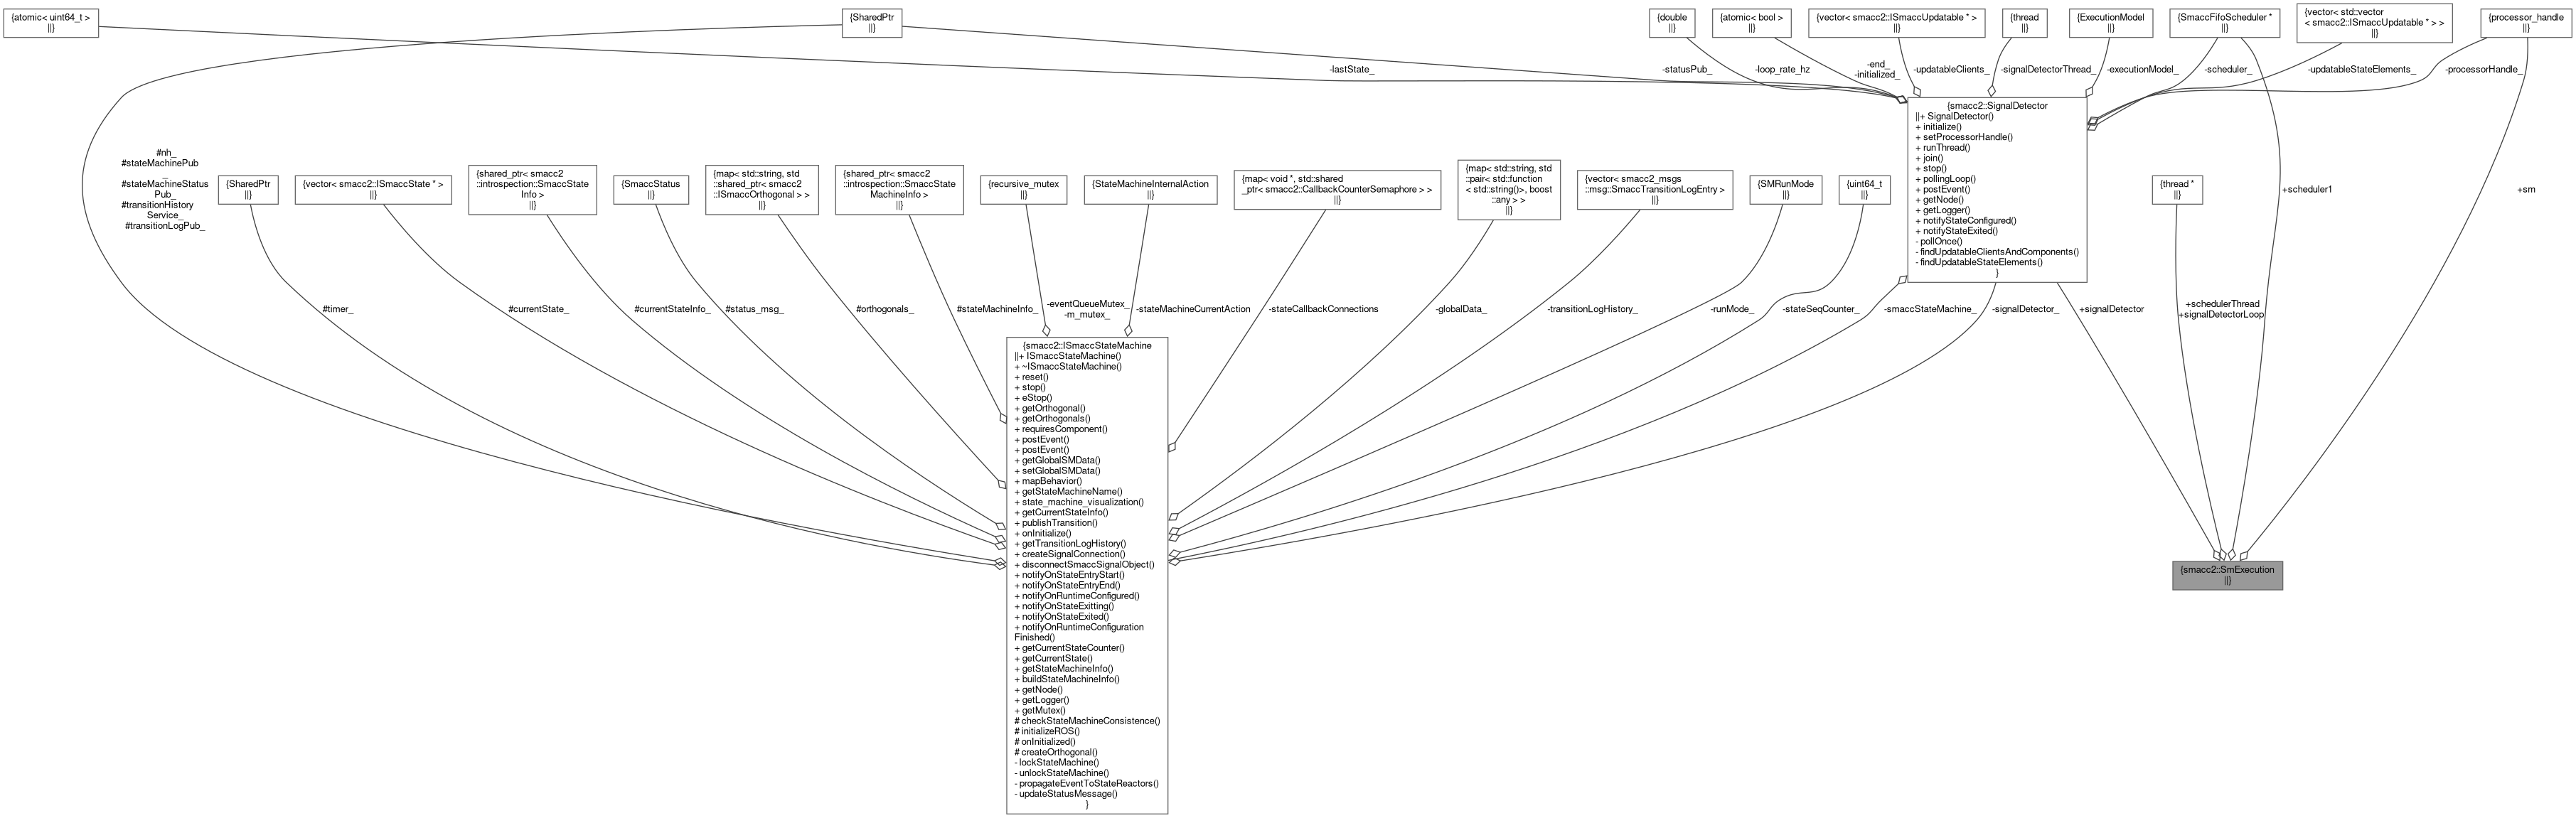 {atomic< uint64_t >
||}
{SharedPtr
||}
{double
||}
{atomic< bool >
||}
{vector< smacc2::ISmaccUpdatable * >
||}
{thread
||}
{ExecutionModel
||}
{SmaccFifoScheduler *
||}
{vector< std::vector
< smacc2::ISmaccUpdatable * > >
||}
{processor_handle
||}
-lastState_
-statusPub_
-loop_rate_hz
-end_
-initialized_
-updatableClients_
-signalDetectorThread_
-executionModel_
-scheduler_
-updatableStateElements_
-processorHandle_
{smacc2::SignalDetector
||+ SignalDetector()
+ initialize()
+ setProcessorHandle()
+ runThread()
+ join()
+ stop()
+ pollingLoop()
+ postEvent()
+ getNode()
+ getLogger()
+ notifyStateConfigured()
+ notifyStateExited()
- pollOnce()
- findUpdatableClientsAndComponents()
- findUpdatableStateElements()
}
#nh_
#stateMachinePub
_
#stateMachineStatus
Pub_
#transitionHistory
Service_
#transitionLogPub_
{SharedPtr
||}
{vector< smacc2::ISmaccState * >
||}
{shared_ptr< smacc2
::introspection::SmaccState
Info >
||}
{SmaccStatus
||}
{map< std::string, std
::shared_ptr< smacc2
::ISmaccOrthogonal > >
||}
{shared_ptr< smacc2
::introspection::SmaccState
MachineInfo >
||}
{recursive_mutex
||}
{StateMachineInternalAction
||}
{map< void *, std::shared
_ptr< smacc2::CallbackCounterSemaphore > >
||}
{map< std::string, std
::pair< std::function
< std::string()>, boost
::any > >
||}
{vector< smacc2_msgs
::msg::SmaccTransitionLogEntry >
||}
{SMRunMode
||}
{uint64_t
||}
{thread *
||}
+scheduler1
+sm
#timer_
#currentState_
#currentStateInfo_
#status_msg_
#orthogonals_
#stateMachineInfo_
-eventQueueMutex_
-m_mutex_
-stateMachineCurrentAction
-stateCallbackConnections
-globalData_
-transitionLogHistory_
-runMode_
-stateSeqCounter_
-smaccStateMachine_
-signalDetector_
+signalDetector
+schedulerThread
+signalDetectorLoop
{smacc2::ISmaccStateMachine
||+ ISmaccStateMachine()
+ ~ISmaccStateMachine()
+ reset()
+ stop()
+ eStop()
+ getOrthogonal()
+ getOrthogonals()
+ requiresComponent()
+ postEvent()
+ postEvent()
+ getGlobalSMData()
+ setGlobalSMData()
+ mapBehavior()
+ getStateMachineName()
+ state_machine_visualization()
+ getCurrentStateInfo()
+ publishTransition()
+ onInitialize()
+ getTransitionLogHistory()
+ createSignalConnection()
+ disconnectSmaccSignalObject()
+ notifyOnStateEntryStart()
+ notifyOnStateEntryEnd()
+ notifyOnRuntimeConfigured()
+ notifyOnStateExitting()
+ notifyOnStateExited()
+ notifyOnRuntimeConfiguration
Finished()
+ getCurrentStateCounter()
+ getCurrentState()
+ getStateMachineInfo()
+ buildStateMachineInfo()
+ getNode()
+ getLogger()
+ getMutex()
# checkStateMachineConsistence()
# initializeROS()
# onInitialized()
# createOrthogonal()
- lockStateMachine()
- unlockStateMachine()
- propagateEventToStateReactors()
- updateStatusMessage()
}
{smacc2::SmExecution
||}